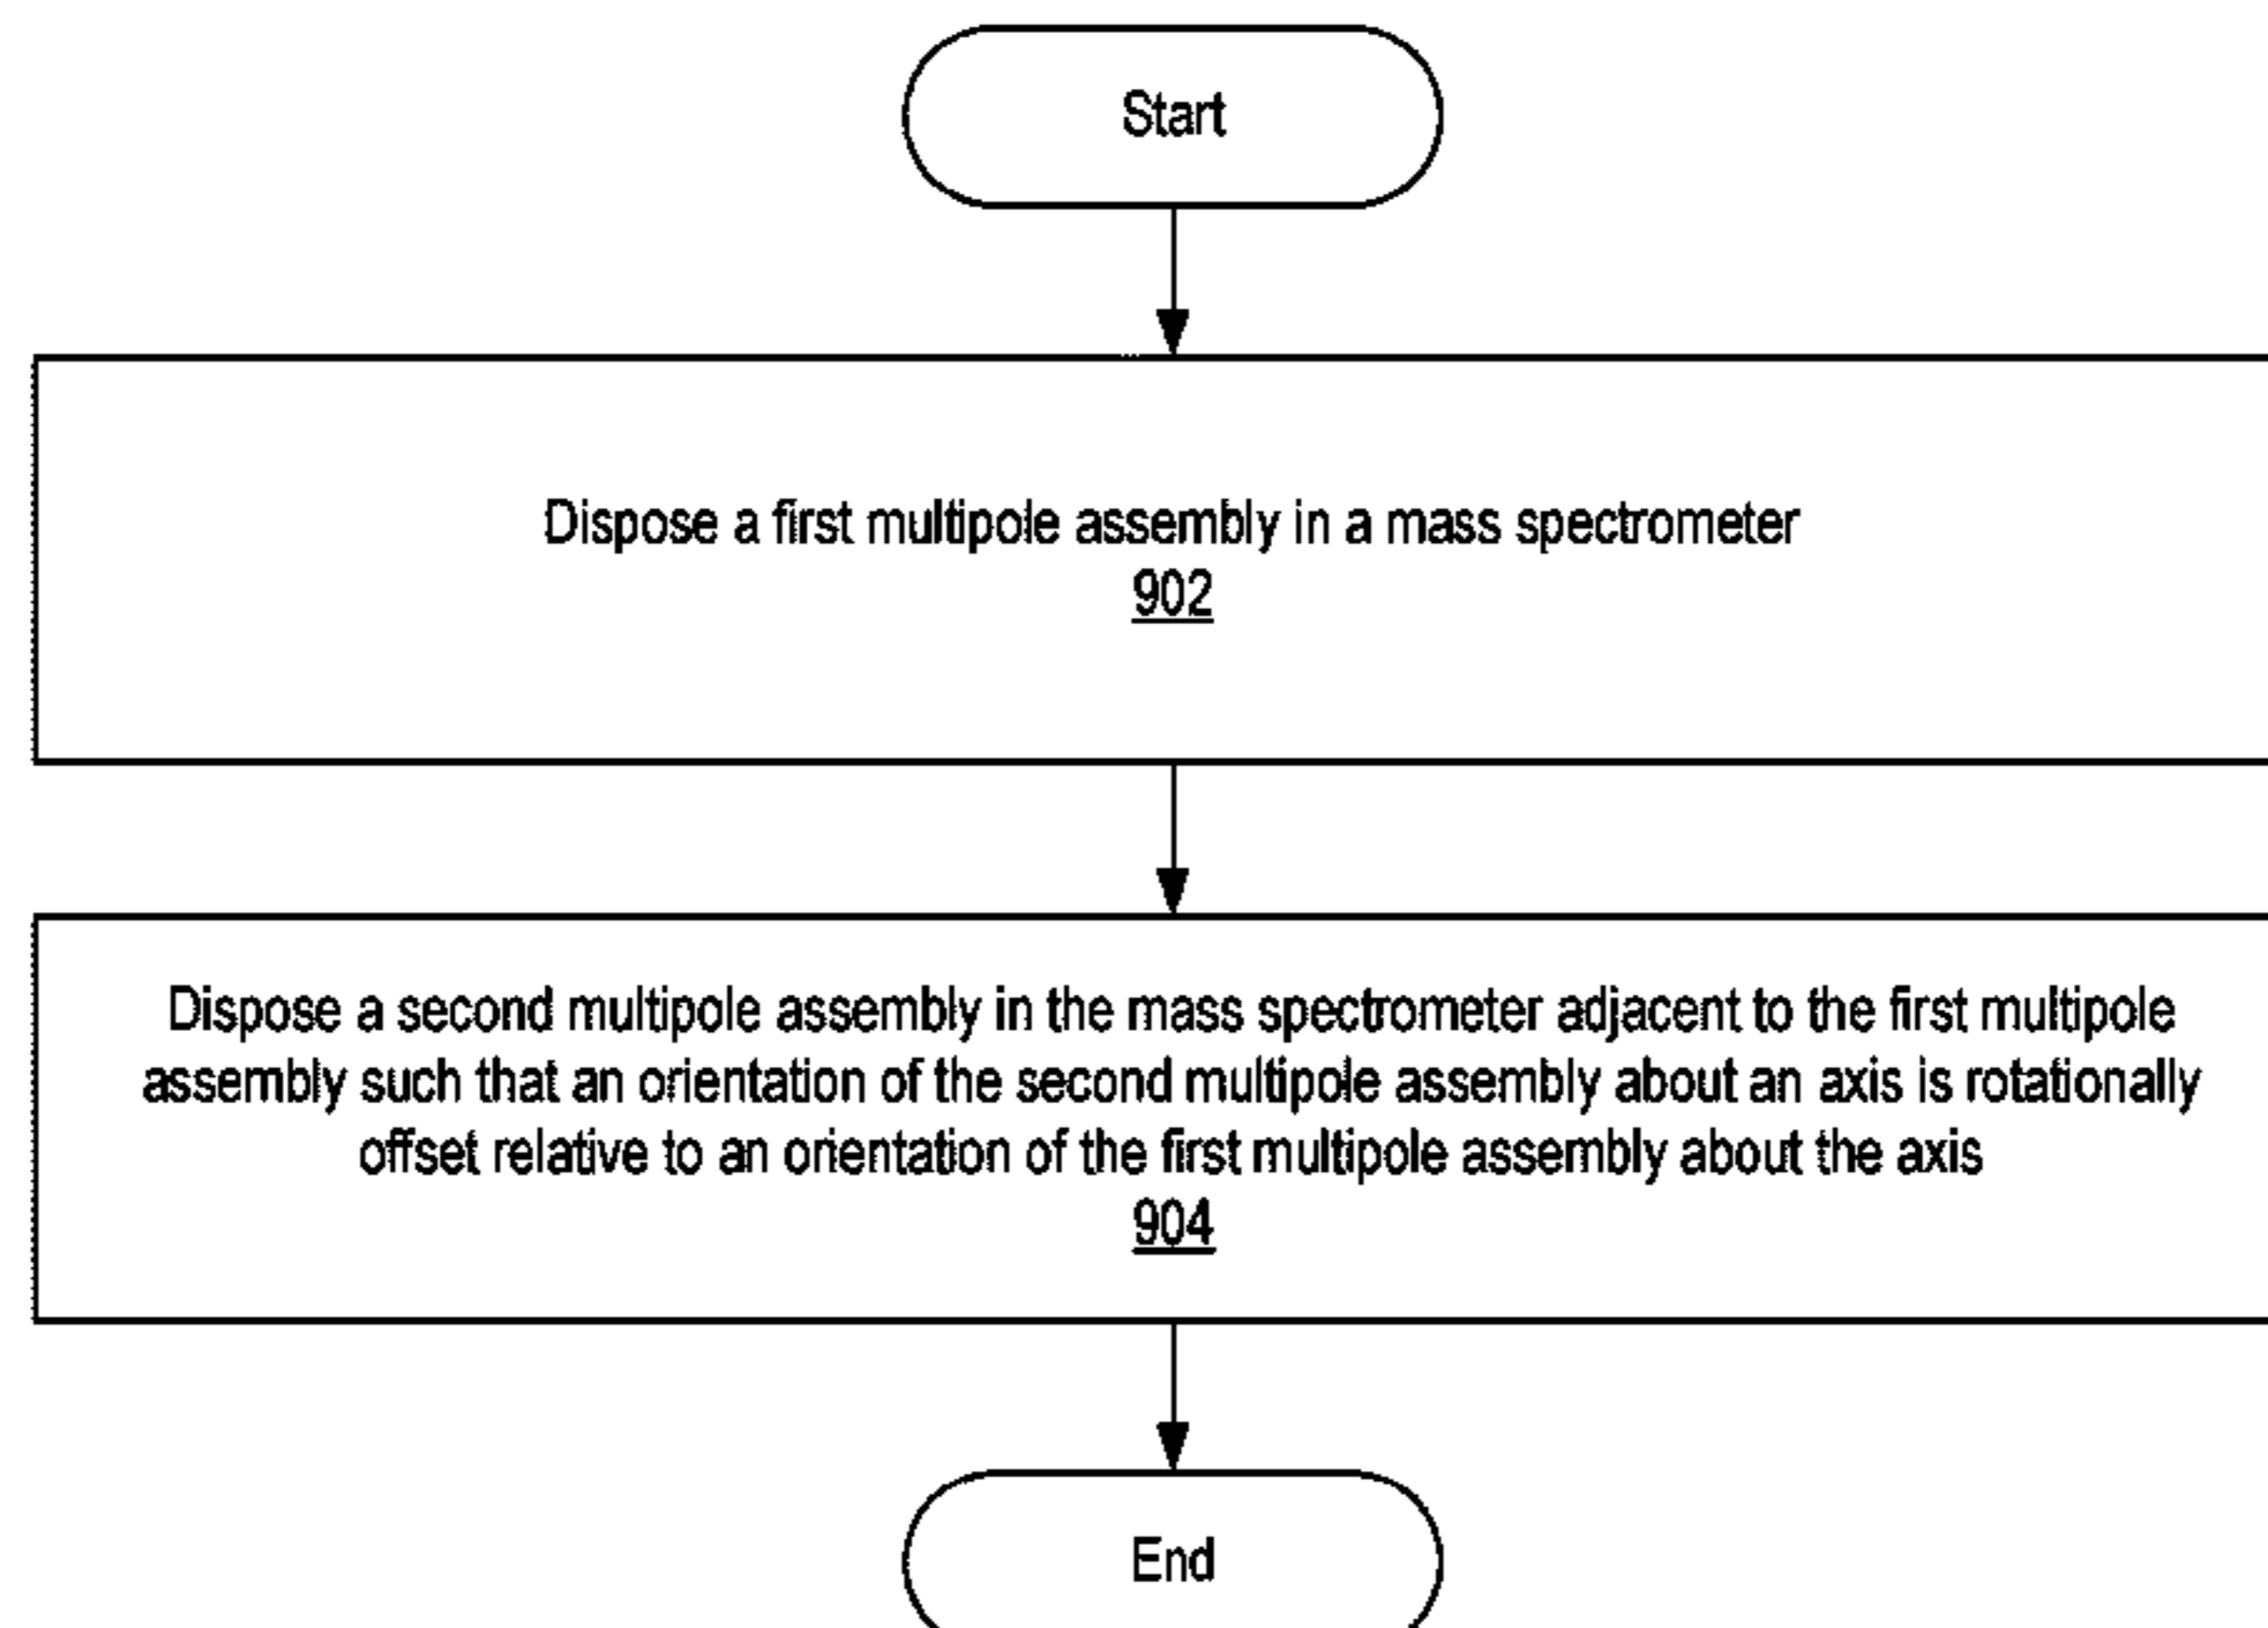 Start
Dispose a first multipole assembly in a mass spectrometer
902
Dispose a second multipole assembly in the mass spectrometer adjacent to the first multipole
assembly such that an orientation of the second multipole assembly about an axis is rotationally
offset relative to an orientation of the first multipole assembly about the axis
904
End